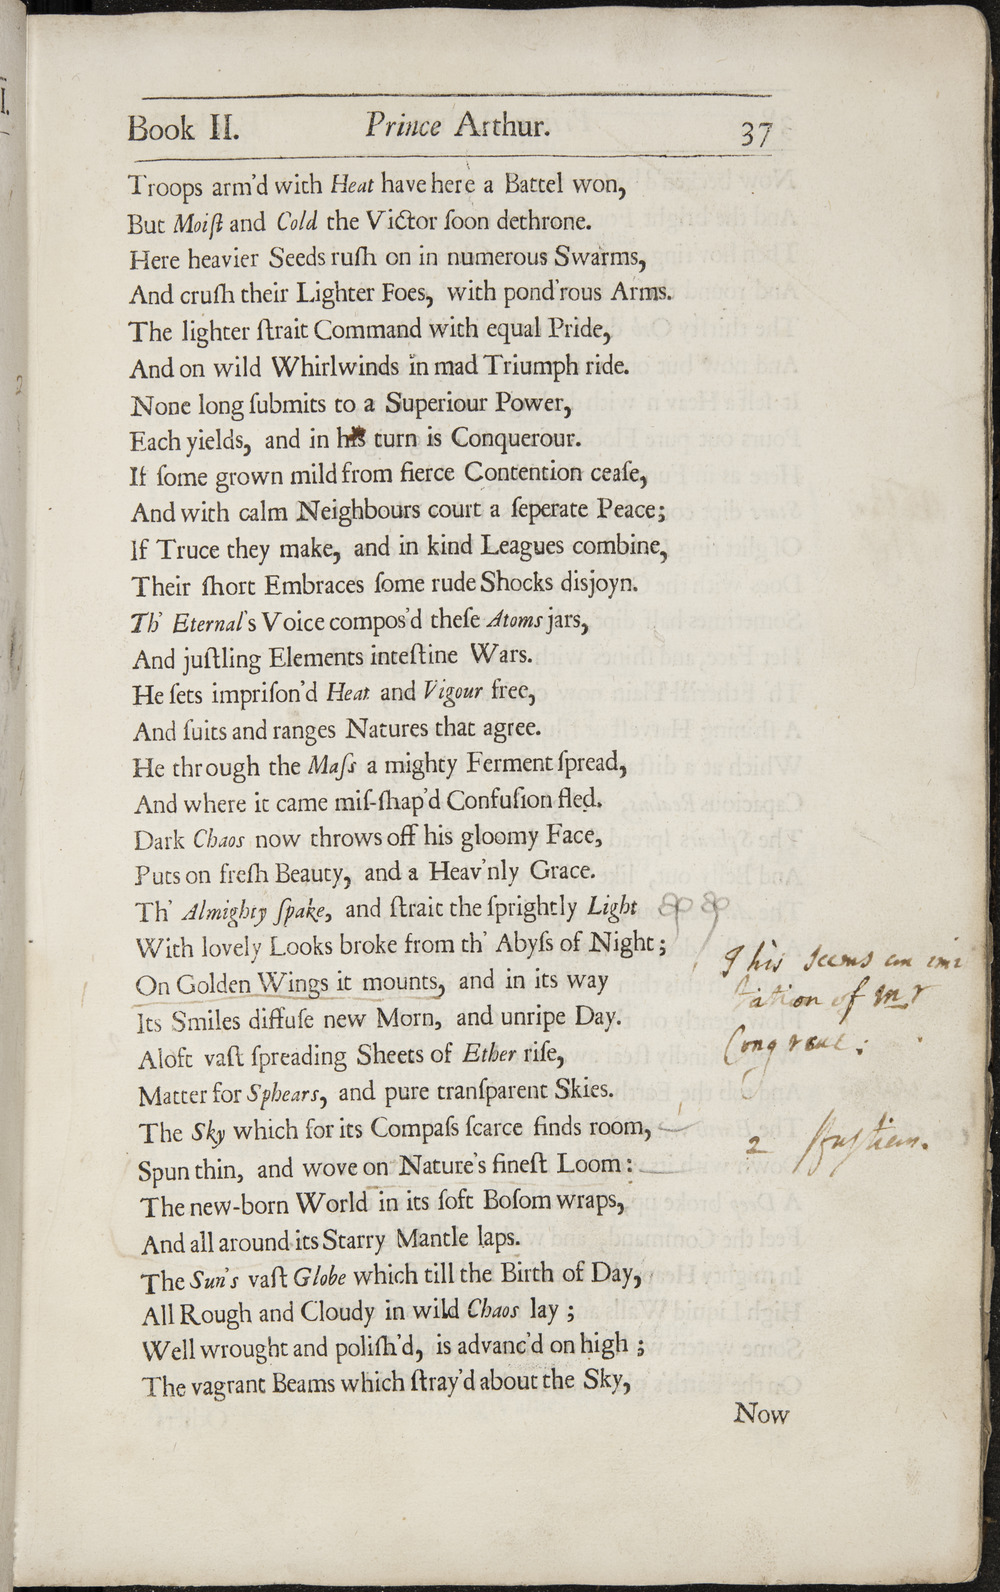 Book II. Prince Arthur. 37
Troops arm'd with Heat have here a Battel won,
But Moiſt and Cold the Victor ſoon dethrone.
Here heavier Seeds ruſh on in numerous Swarms,
And cruſh their Lighter Foes, with pond'rous Arms.
The lighter ſtrait Command with equal Pride,
And on wild Whirlwinds in mad Triumph ride.
None long ſubmits to a Superiour Power,
Each yields, and in his turn is Conquerour.
If ſome grown mild from fierce Contention ceaſe,
And with calm Neighbours court a ſeperate Peace;
If Truce they make, and in kind Leagues combine,
Their ſhort Embraces ſome rude Shocks disjoyn.
Th' Eternal's Voice compos'd theſe Atoms jars,
And juſtling Elements inteſtine Wars.
He ſets impriſon'd Heat and Vigour free,
And ſuits and ranges Natures that agree.
He through the Maſs a mighty Ferment ſpread,
And where it came miſ-ſhap'd Confuſion fled.
Dark Chaos now throws off his gloomy Face,
Puts on freſh Beauty, and a Heav'nly Grace.
Th' Almighty ſpake, and ſtrait the ſprightly Light
With lovely Looks broke from th' Abyſs of Night;
On Golden Wings it mounts, and in its way
Its Smiles diffuſe new Morn, and unripe Day.
Aloft vaſt ſpreading Sheets of Ether riſe,
Matter for Sphears, and pure tranſparent Skies.
The Sky which for its Compaſs ſcarce finds room,
Spun thin, and wove on Nature's fineſt Loom:
The new-born World in its ſoft Boſom wraps,
And all around its Starry Mantle laps.
The Sun's vaſt Globe which till the Birth of Day,
All Rough and Cloudy in wild Chaos lay;
Well wrought and poliſh'd, is advanc'd on high;
The vagrant Beams which ſtray'd about the Sky,
Now
This seems an imi
tation of mr
Congreve:
2 ffustian.